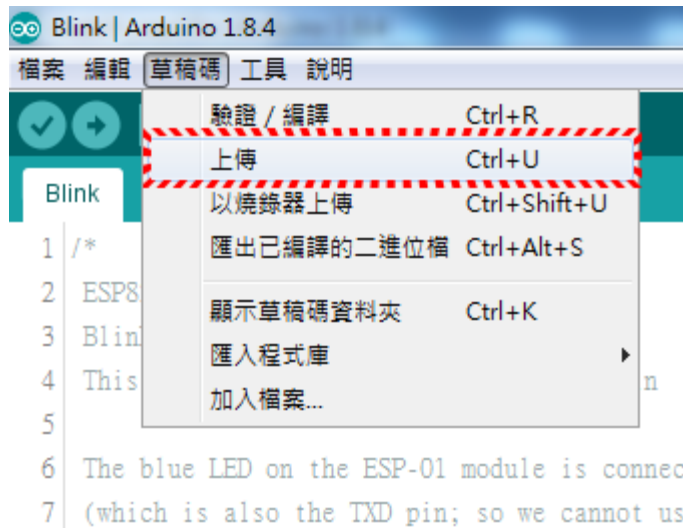 Blink | Arduino 1.8.4
檔案 編輯 草稿碼 工具 說明
驗證 / 編譯 Ctrl+R
上傳 Ctrl+U
以燒錄器上傳 Ctrl+Shift+U
匯出已編譯的二進位檔 Ctrl+Alt+S
顯示草稿碼資料夾 Ctrl+K
匯入程式庫
加入檔案...
Blink
1 /*
2 ESP8
3 Blin
4 This n
5
6 The blue LED on the ESP-01 module is connec
7 (which is also the TXD pin; so we cannot us